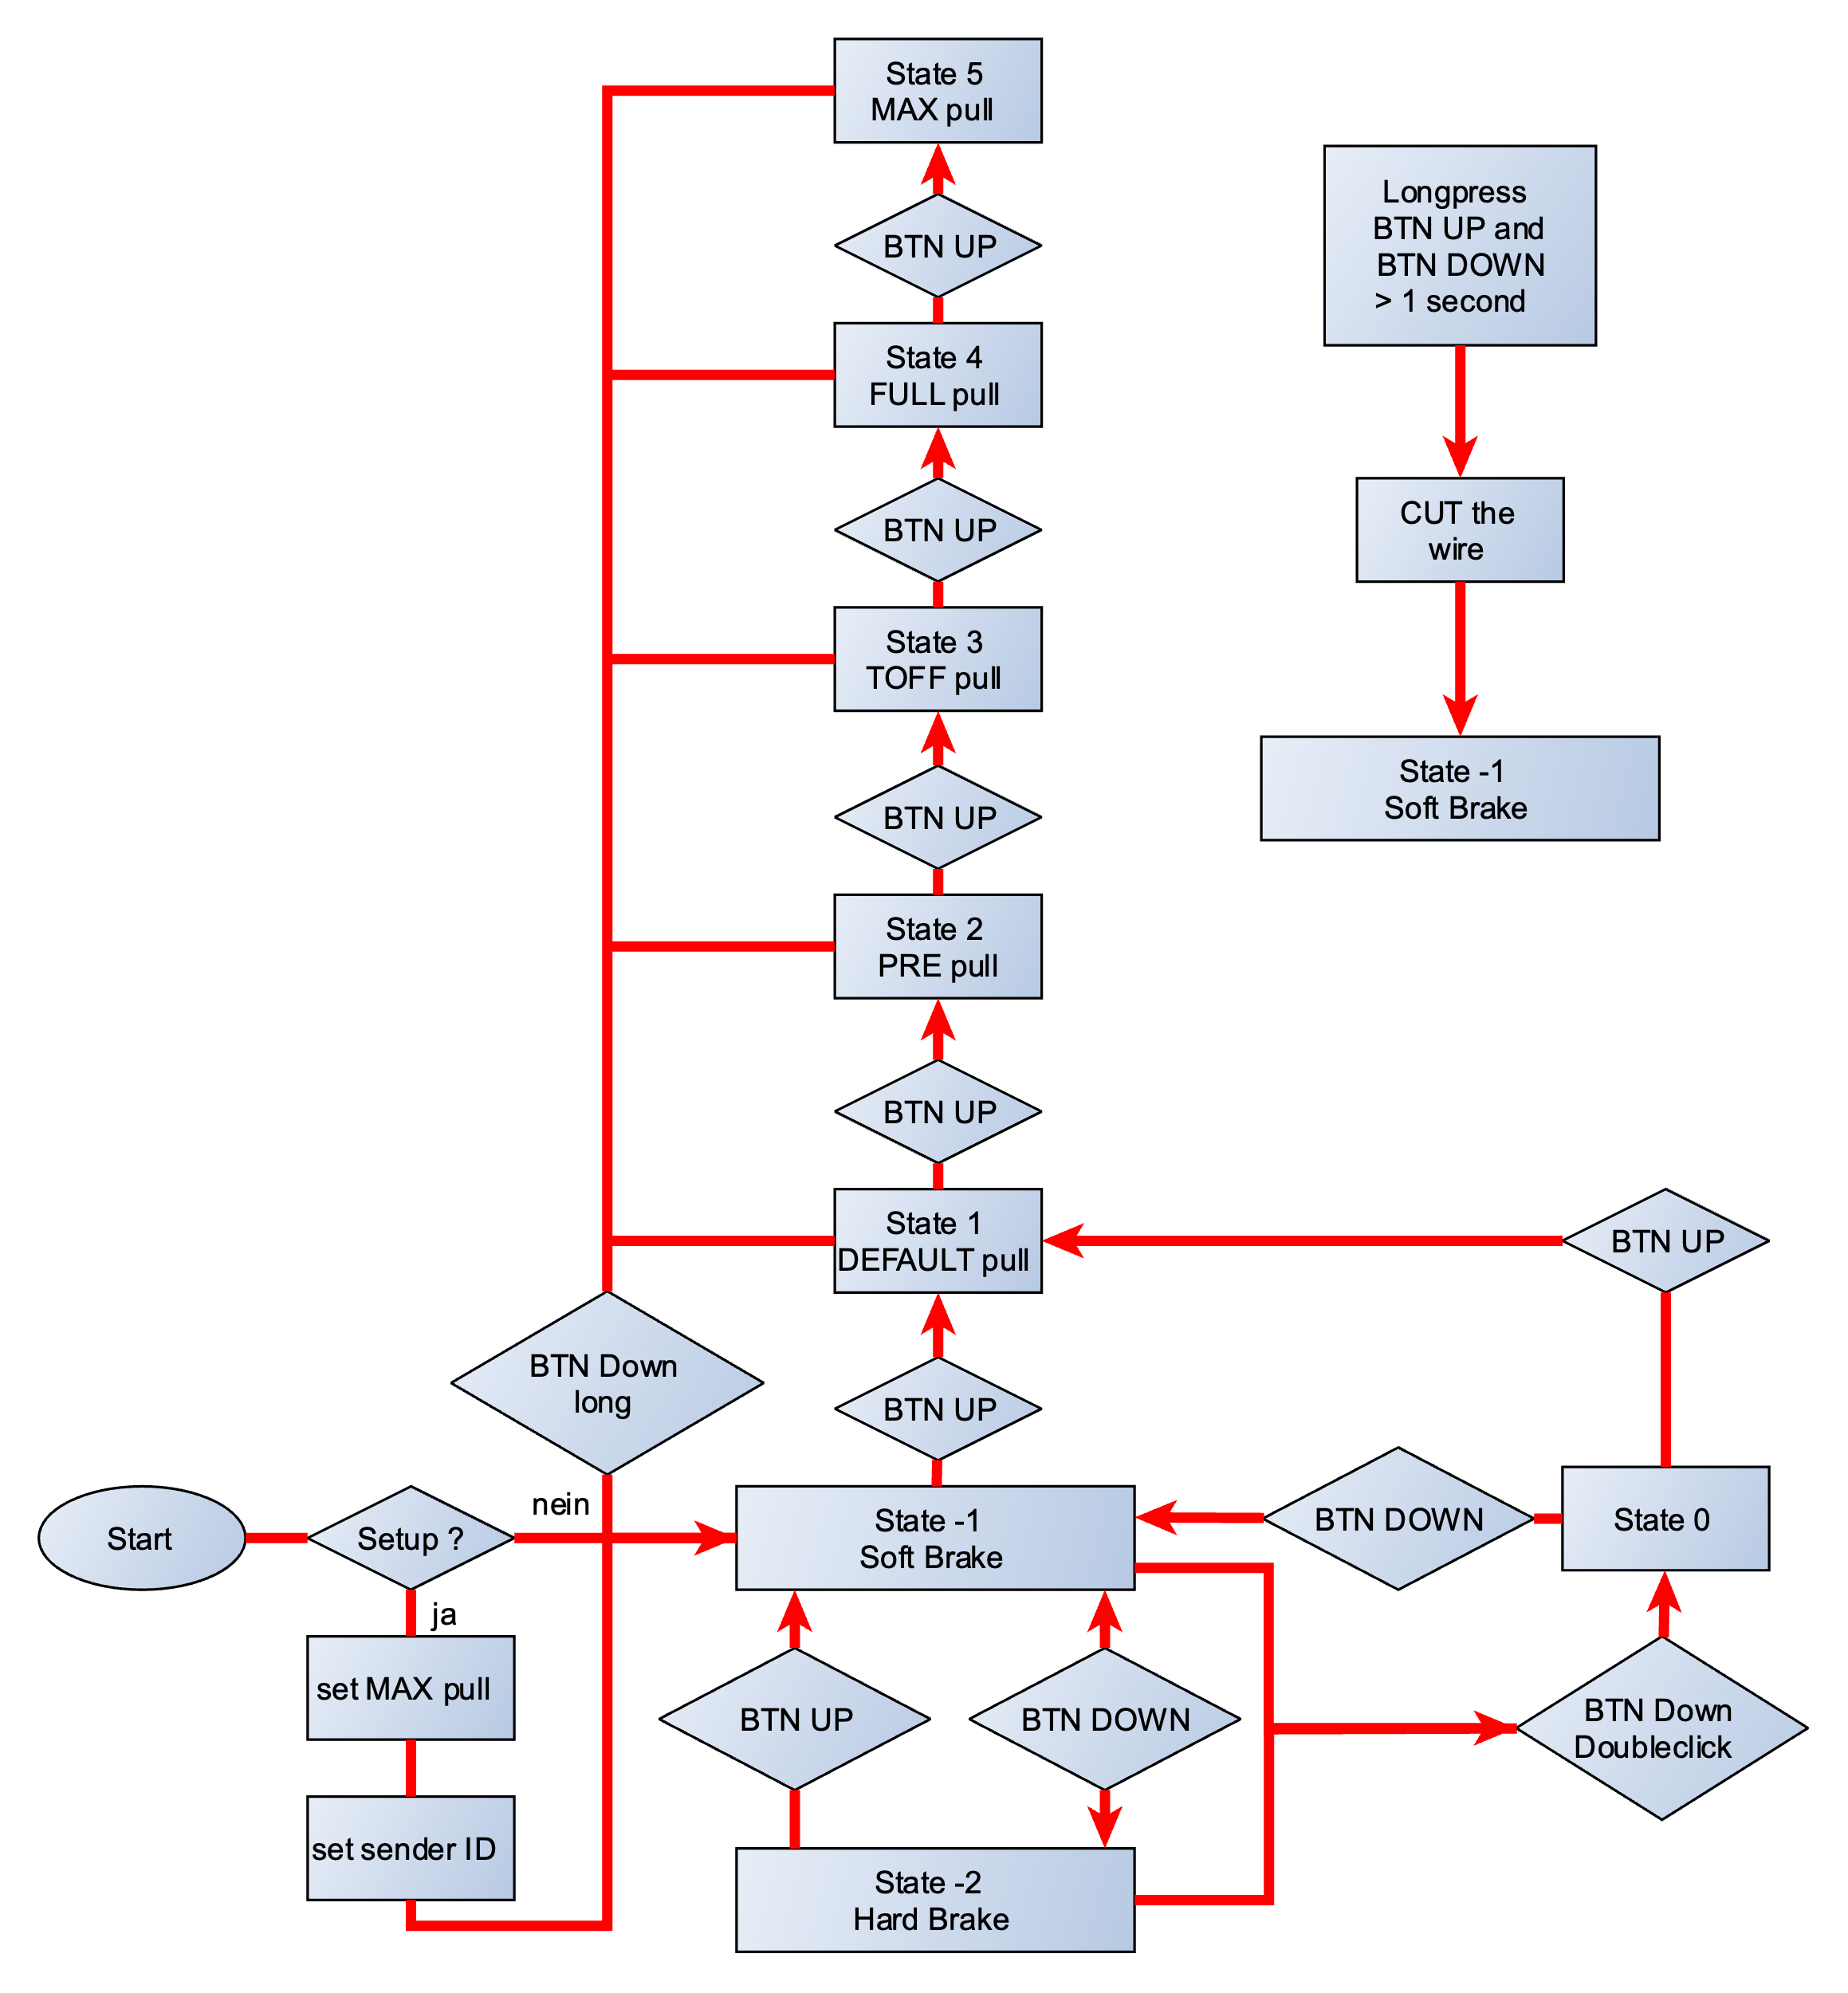 State 5
MAX pull
BTN UP
State 4
FULL pull
BTN UP
State 3
TOFF pull
BTN UP
State 2
PRE pull
BTN UP
State 1
DEFAULT pull
BTN UP
Longpress
BTN UP and
BTN DOWN
> 1 second
CUT the
wire
State -1
Soft Brake
BTN UP
BTN Down
long
Start
Setup ?
nein
ja
set MAX pull
set sender ID
State -1
Soft Brake
BTN DOWN
State 0
BTN UP
BTN DOWN
BTN Down
Doubleclick
State -2
Hard Brake